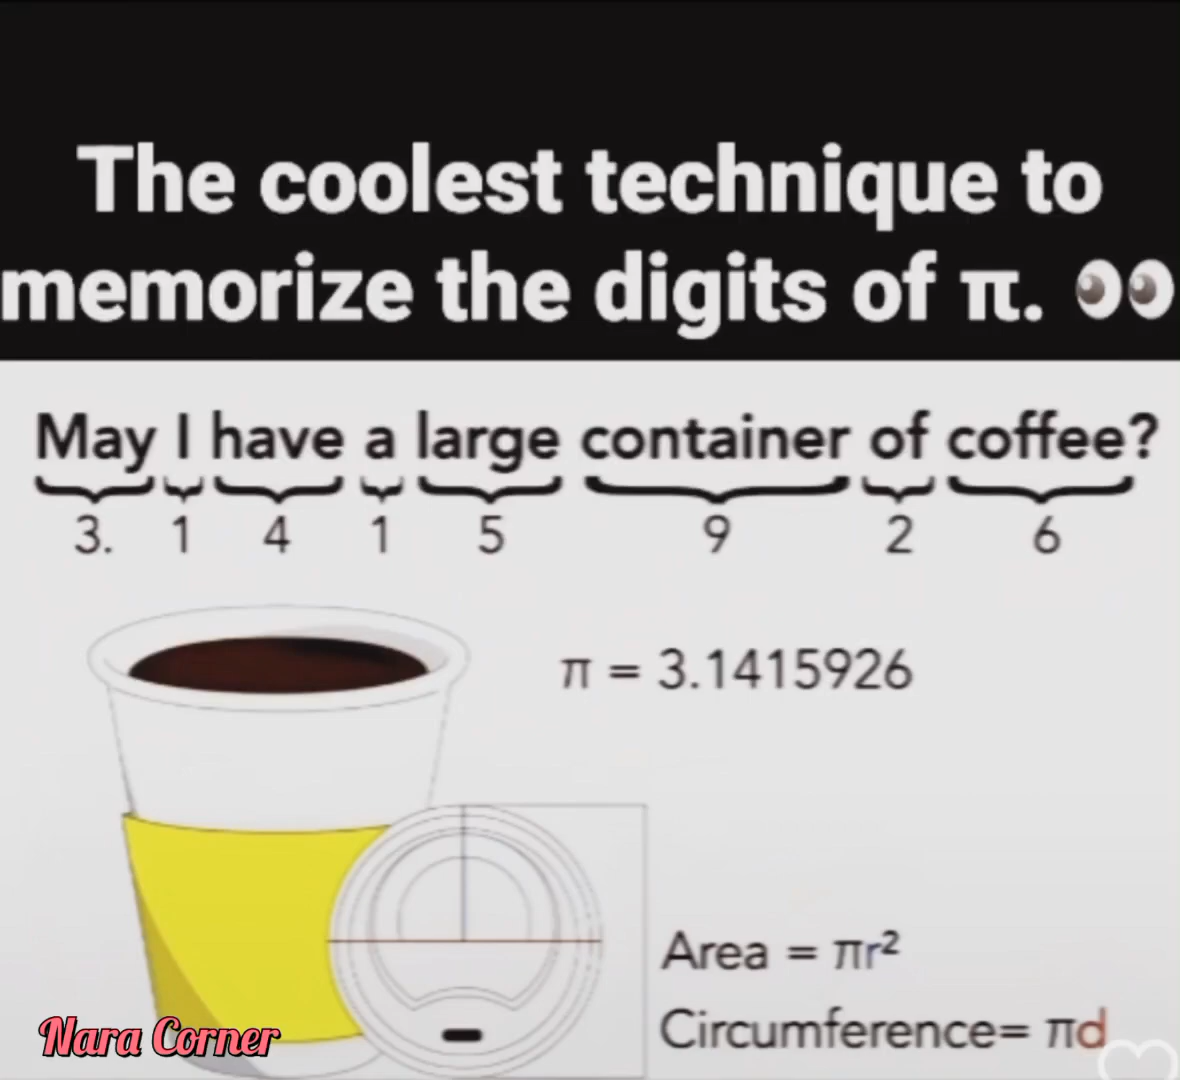 The coolest technique to
memorize the digits of π. 👀
May I have a large container of coffee?
3. 1 4 1 5 9 2 6
π = 3.1415926
Area = πr²
Circumference= πd
Nara Corner